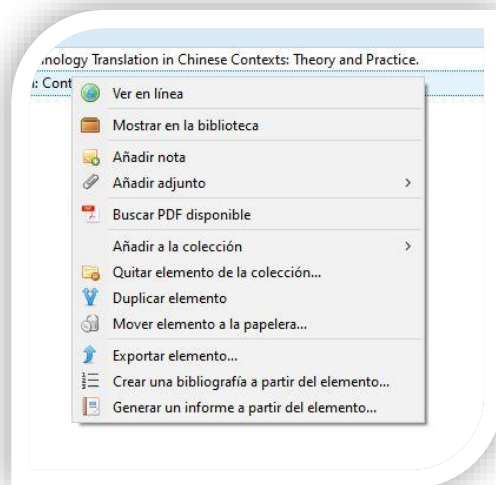 Translation in Chinese Contexts: Theory and Practice.
Ver en línea
Mostrar en la biblioteca
Añadir nota
Añadir adjunto
Buscar PDF disponible
Añadir a la colección
Quitar elemento de la colección...
Duplicar elemento
Mover elemento a la papelera...
Exportar elemento...
Crear una bibliografía a partir del elemento...
Generar un informe a partir del elemento...